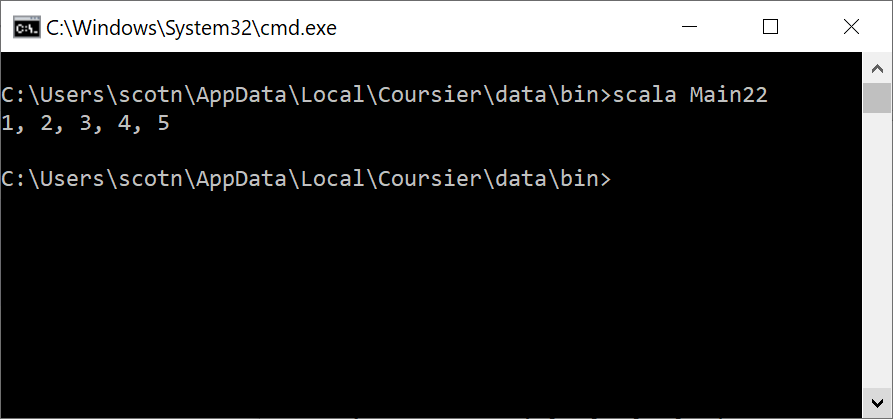 C:\Windows\System32\cmd.exe
C:\Users\scotn\AppData\Local\Coursier\data\bin>scala Main22
1, 2, 3, 4, 5
C:\Users\scotn\AppData\Local\Coursier\data\bin>